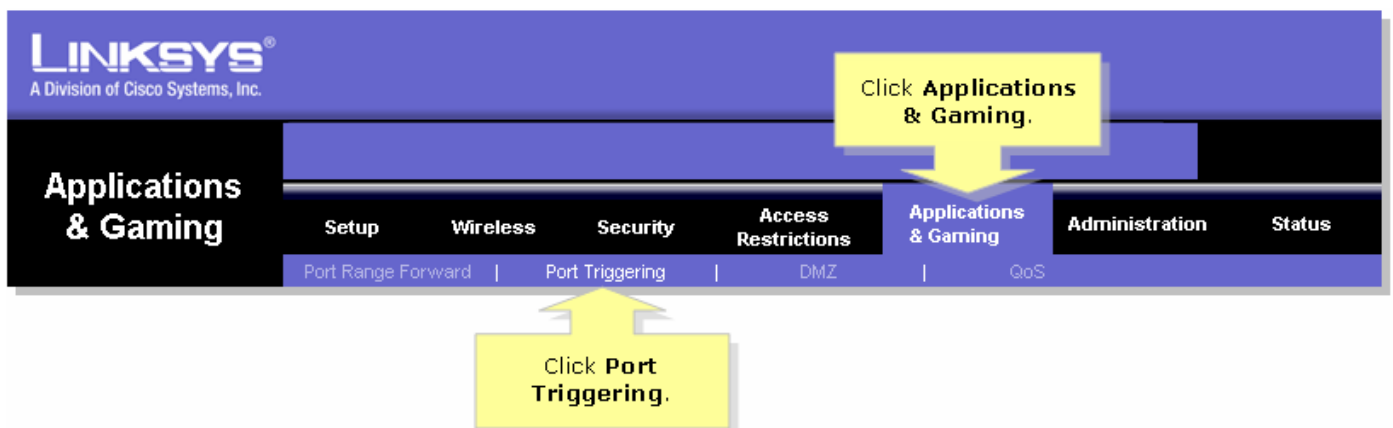 LINKSYS®
A Division of Cisco Systems, Inc.
Click Applications
& Gaming.
Applications
& Gaming
Setup
Wireless
Security
Access
Restrictions
Applications
& Gaming
Administration
Status
Port Range Forward | Port Triggering | DMZ | QoS
Click Port
Triggering.